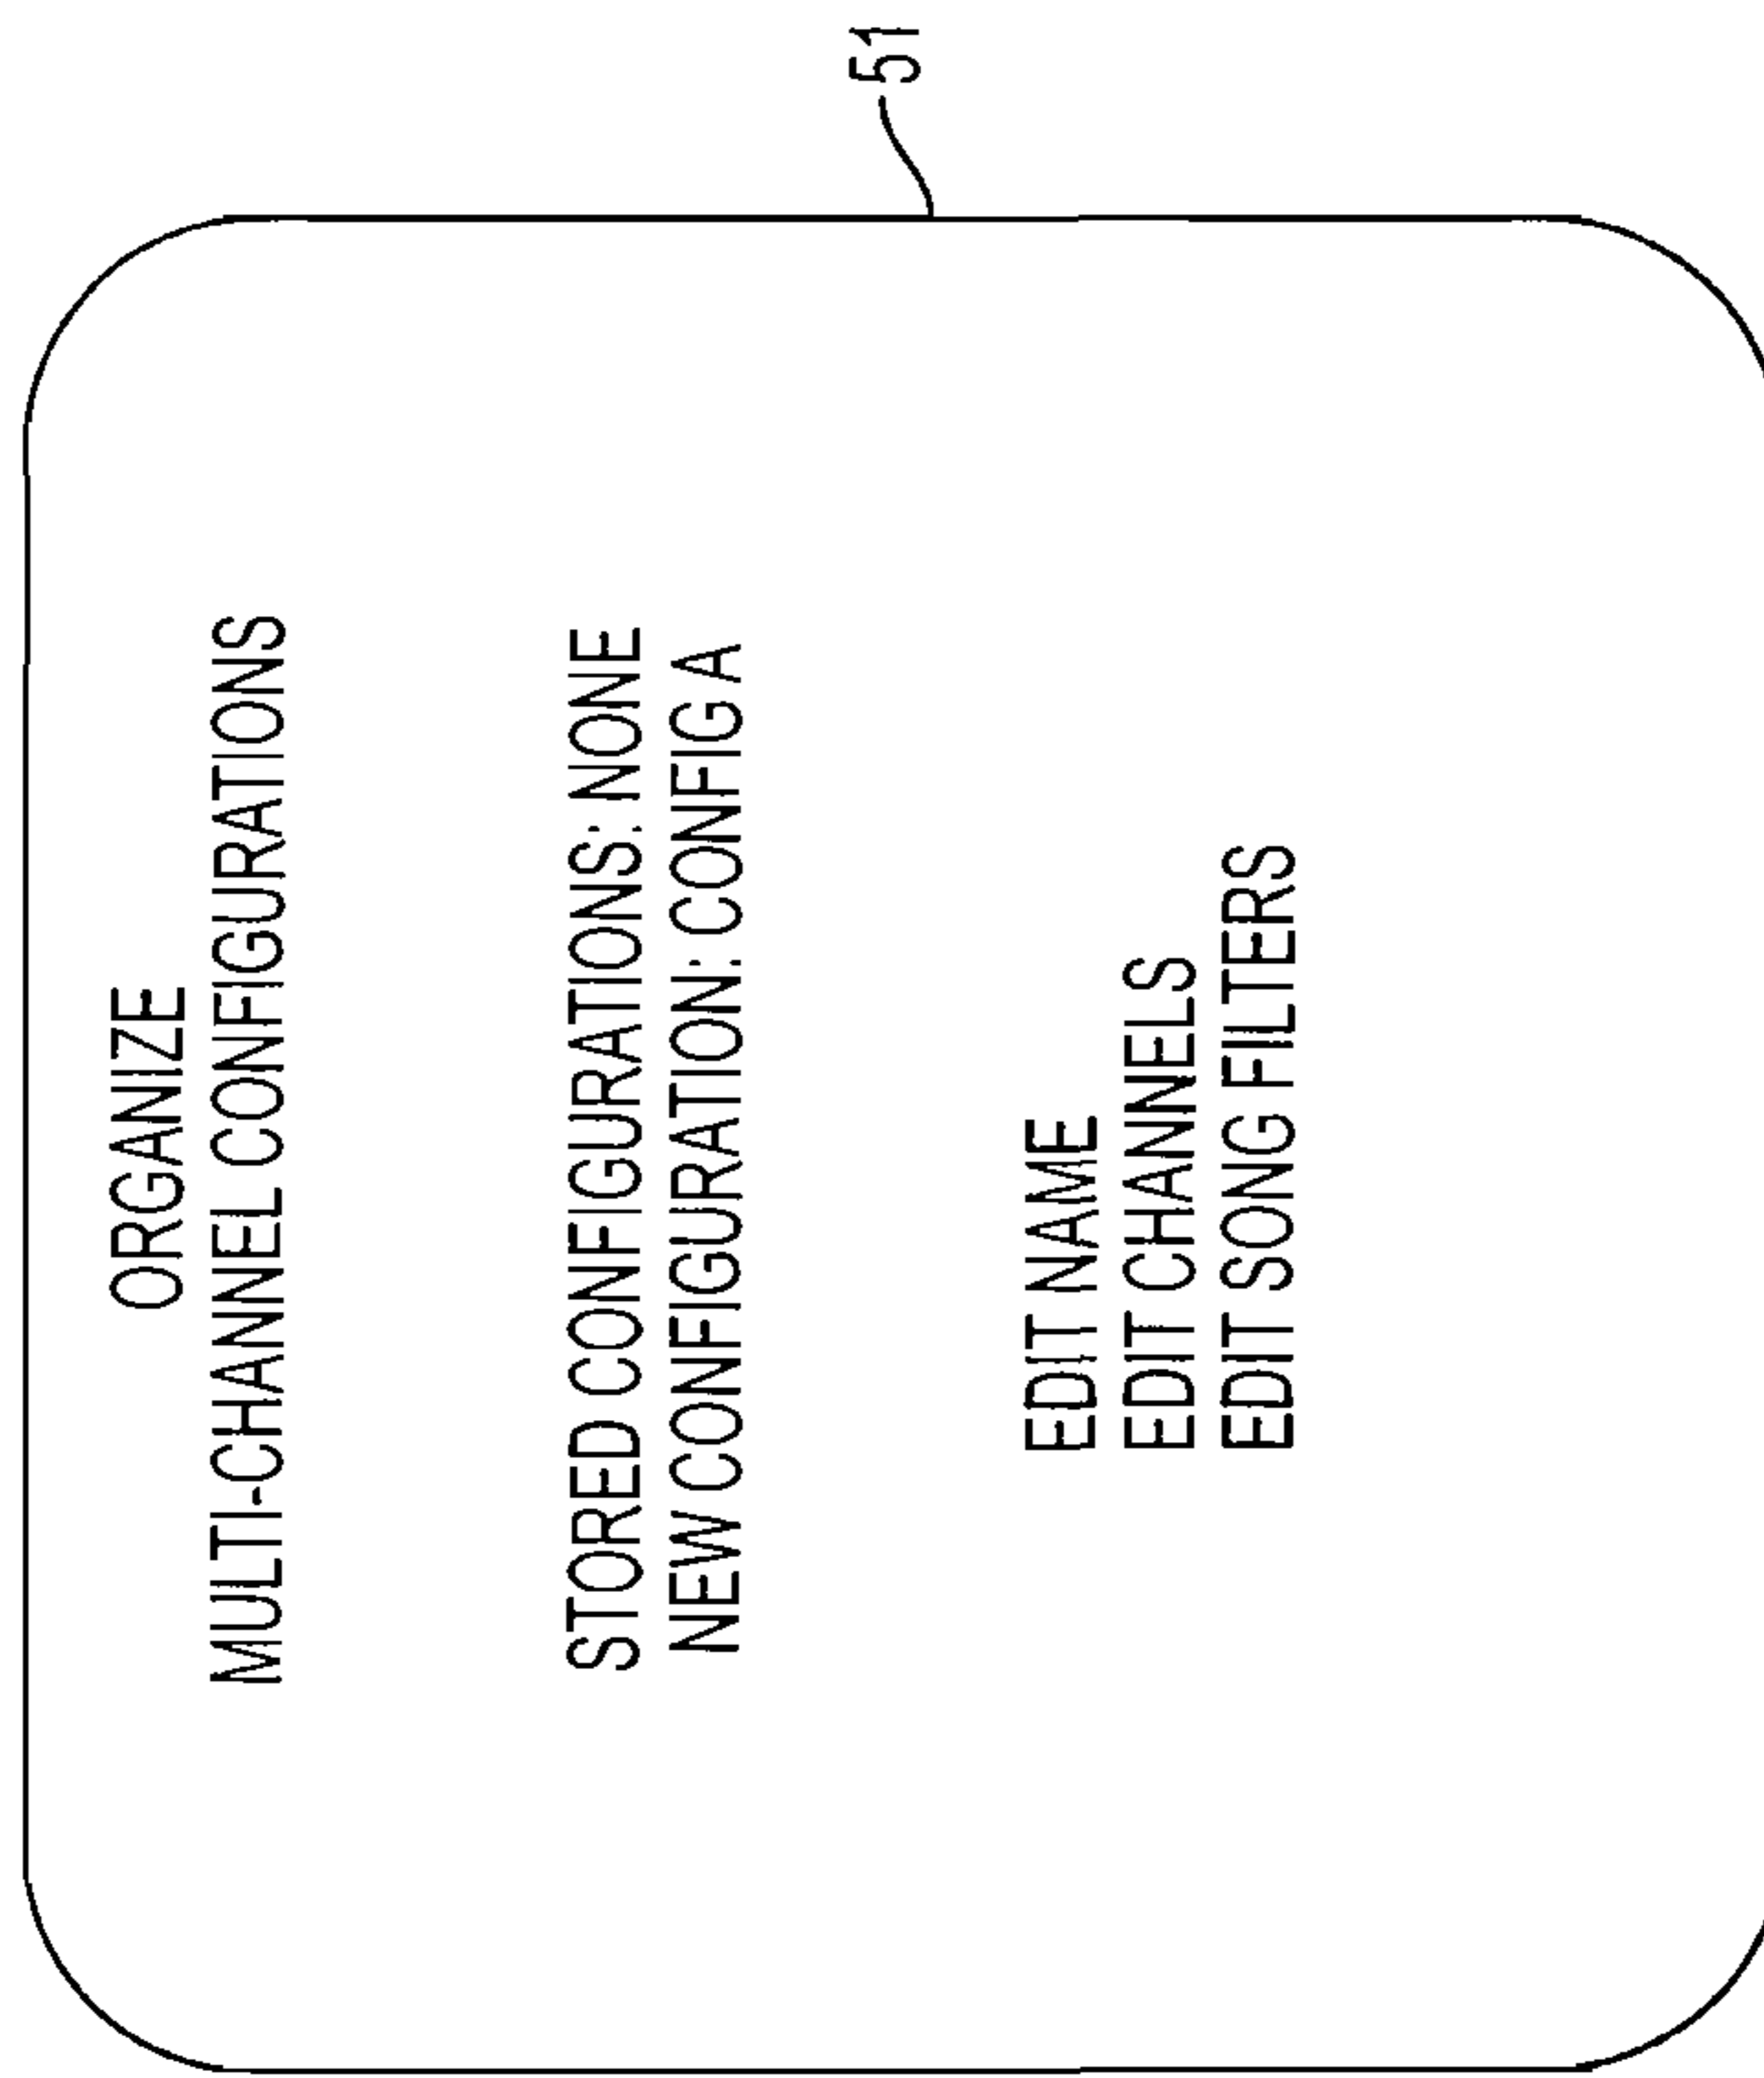 ORGANIZE
MULTI-CHANNEL CONFIGURATIONS
STORED CONFIGURATIONS: NONE
NEW CONFIGURATION: CONFIG A
EDIT NAME
EDIT CHANNELS
EDIT SONG FILTERS
51